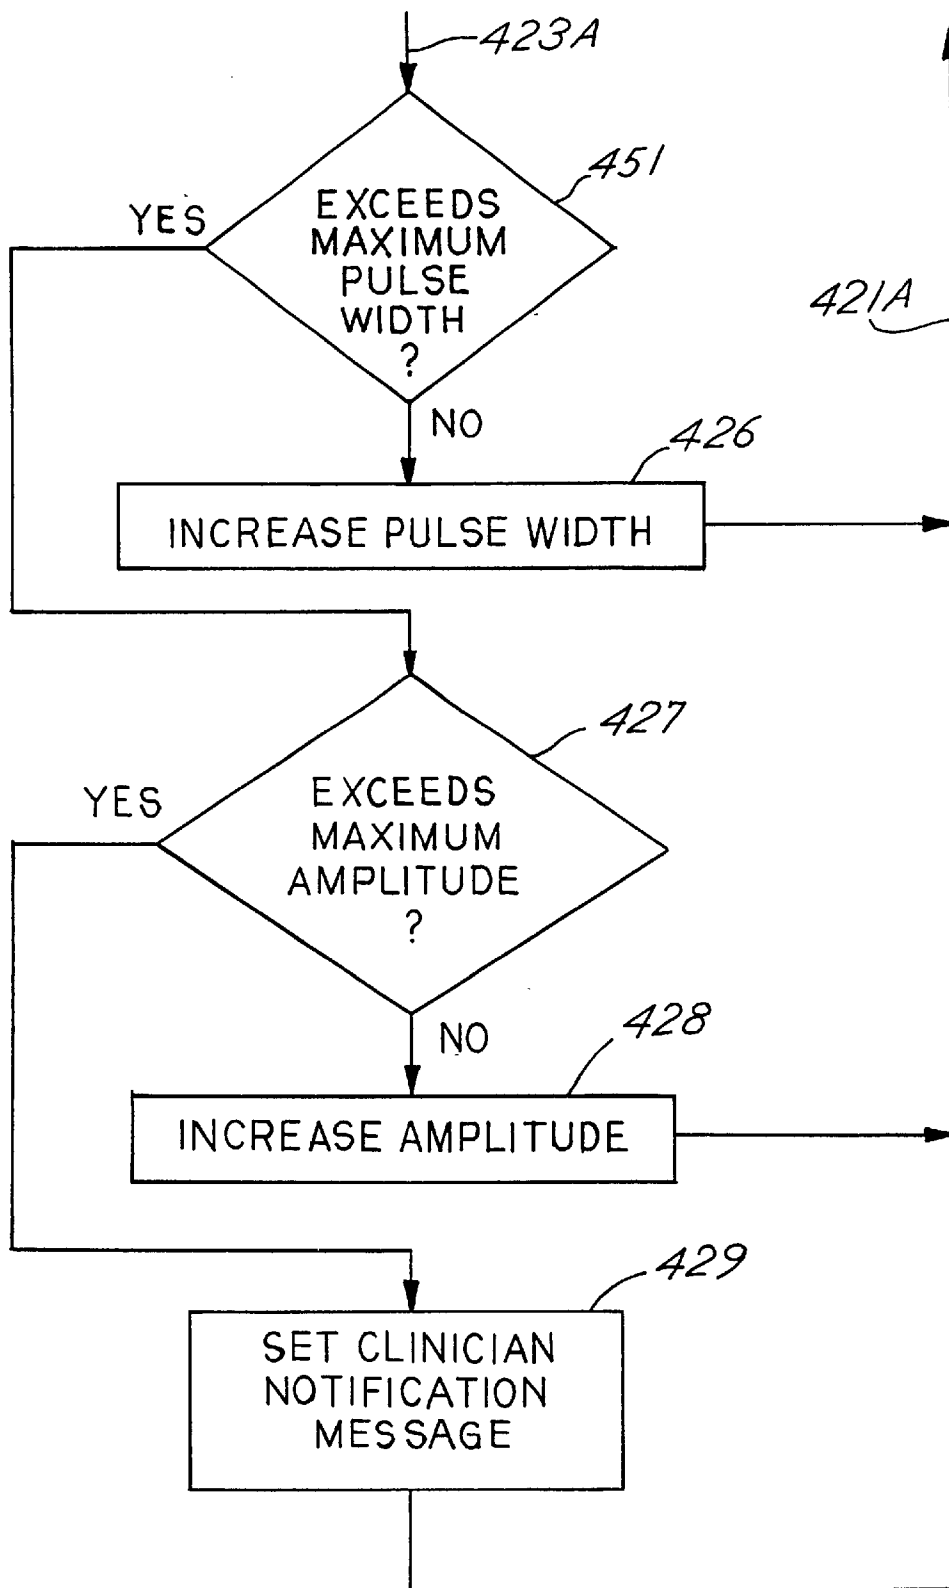 423A
451
YES
EXCEEDS
MAXIMUM
PULSE
WIDTH
?
421A
NO
426
INCREASE PULSE WIDTH
427
YES
EXCEEDS
MAXIMUM
AMPLITUDE
?
NO
428
INCREASE AMPLITUDE
429
SET CLINICIAN
NOTIFICATION
MESSAGE